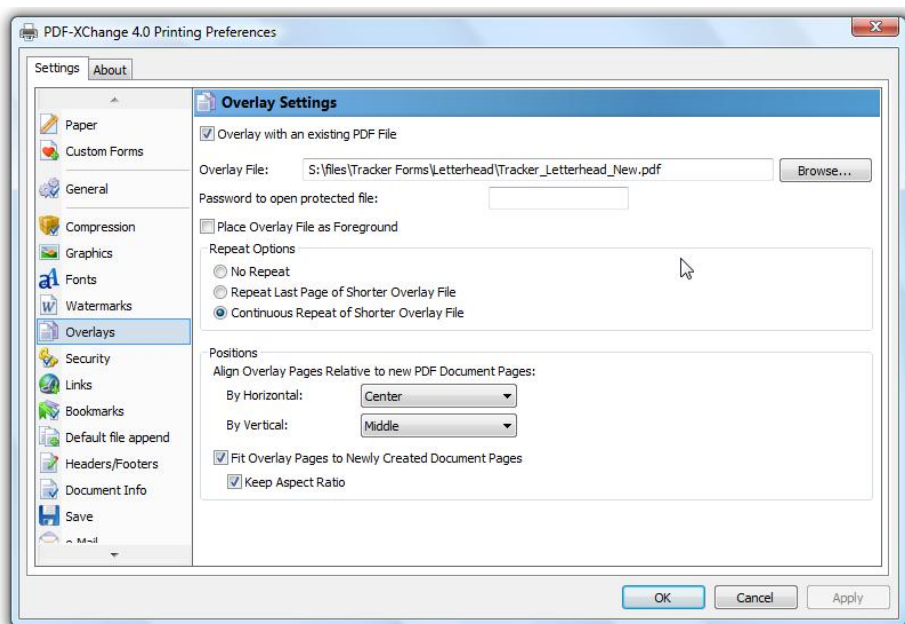 PDF-XChange 4.0 Printing Preferences
Settings
About
Paper
Custom Forms
General
Compression
Graphics
Fonts
Watermarks
Overlays
Security
Links
Bookmarks
Default file append
Headers/Footers
Document Info
Save
e-Mail
Overlay Settings
Overlay with an existing PDF File
Overlay File: S:\files\Tracker Forms\Letterhead\Tracker_Letterhead_New.pdf Browse...
Password to open protected file:
Place Overlay File as Foreground
Repeat Options
No Repeat
Repeat Last Page of Shorter Overlay File
Continuous Repeat of Shorter Overlay File
Positions
Align Overlay Pages Relative to new PDF Document Pages:
By Horizontal: Center
By Vertical: Middle
Fit Overlay Pages to Newly Created Document Pages
Keep Aspect Ratio
OK Cancel Apply